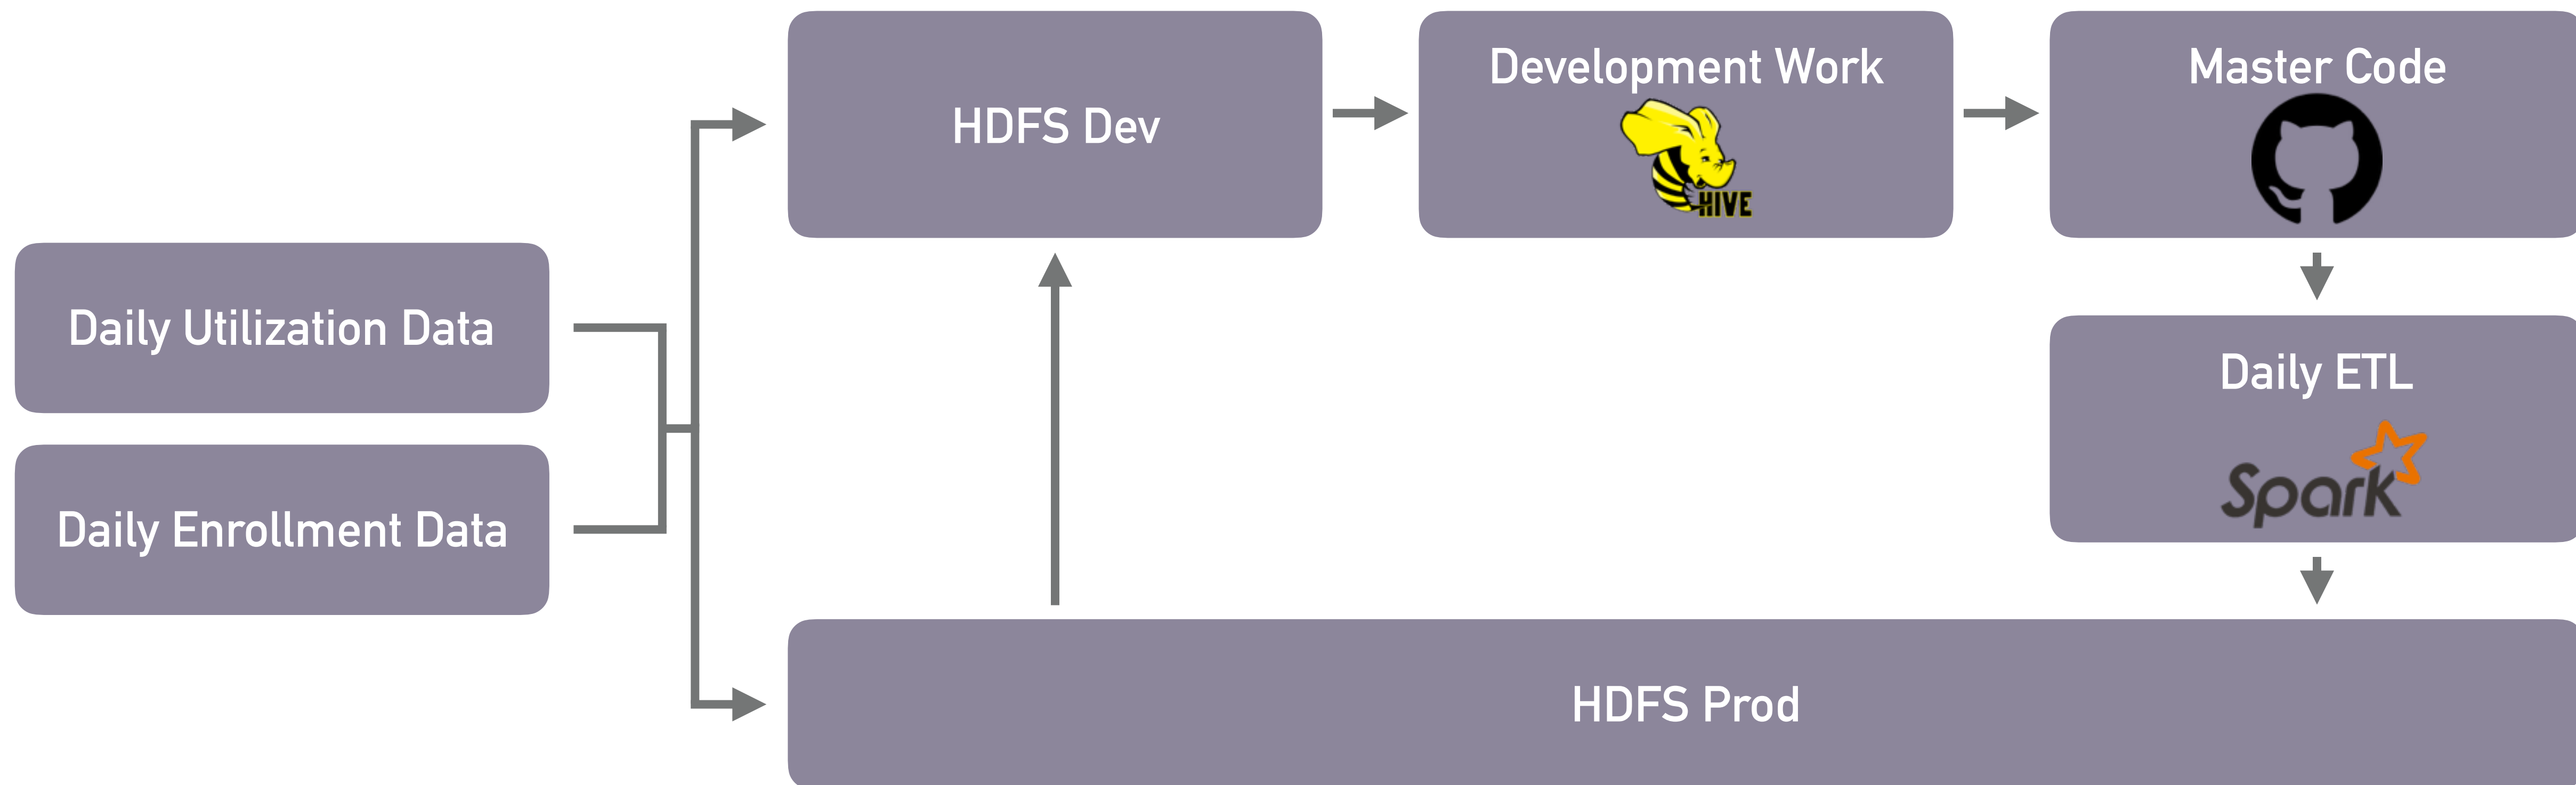 Development Work
Master Code
HDFS Dev
HIVE
Daily Utilization Data
Daily ETL
Spark
Daily Enrollment Data
HDFS Prod